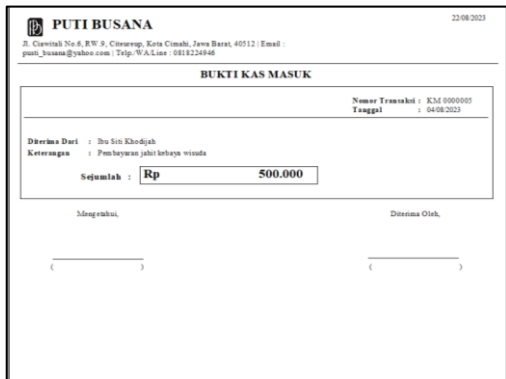 PUTI BUSANA
22/08/2023
Jl. Ciawitali No.6, RW.9, Citeureup, Kota Cimahi, Jawa Barat, 40512 | Email :
pusti_busana@yahoo.com | Telp./WA/Line : 0818224946
BUKTI KAS MASUK
Nomor Transaksi : KM 0000005
Tanggal : 04/08/2023
Diterima Dari : Ibu Siti Khodijah
Keterangan : Pembayaran jahit kebaya wisuda
Sejumlah : Rp 500.000
Mengetahui, Diterima Oleh,
( ) ( )